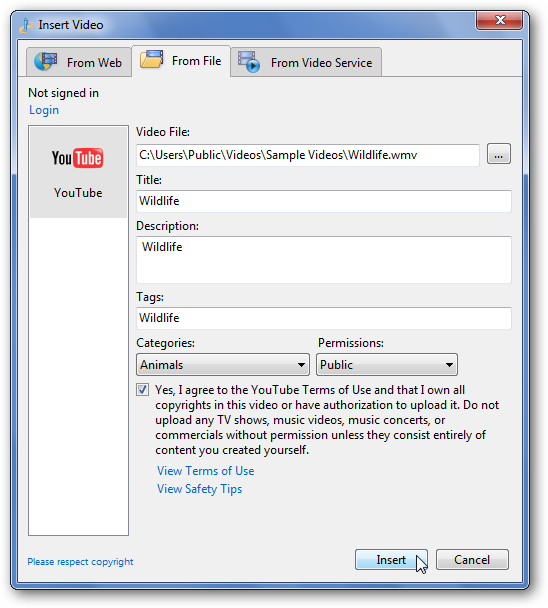 Insert Video
From Web
From File
From Video Service
Not signed in
Login
YouTube
YouTube
Video File:
C:\Users\Public\Videos\Sample Videos\Wildlife.wmv
...
Title:
Wildlife
Description:
Wildlife
Tags:
Wildlife
Categories:
Permissions:
Animals
Public
Yes, I agree to the YouTube Terms of Use and that I own all
copyrights in this video or have authorization to upload it. Do not
upload any TV shows, music videos, music concerts, or
commercials without permission unless they consist entirely of
content you created yourself.
View Terms of Use
View Safety Tips
Please respect copyright
Insert
Cancel